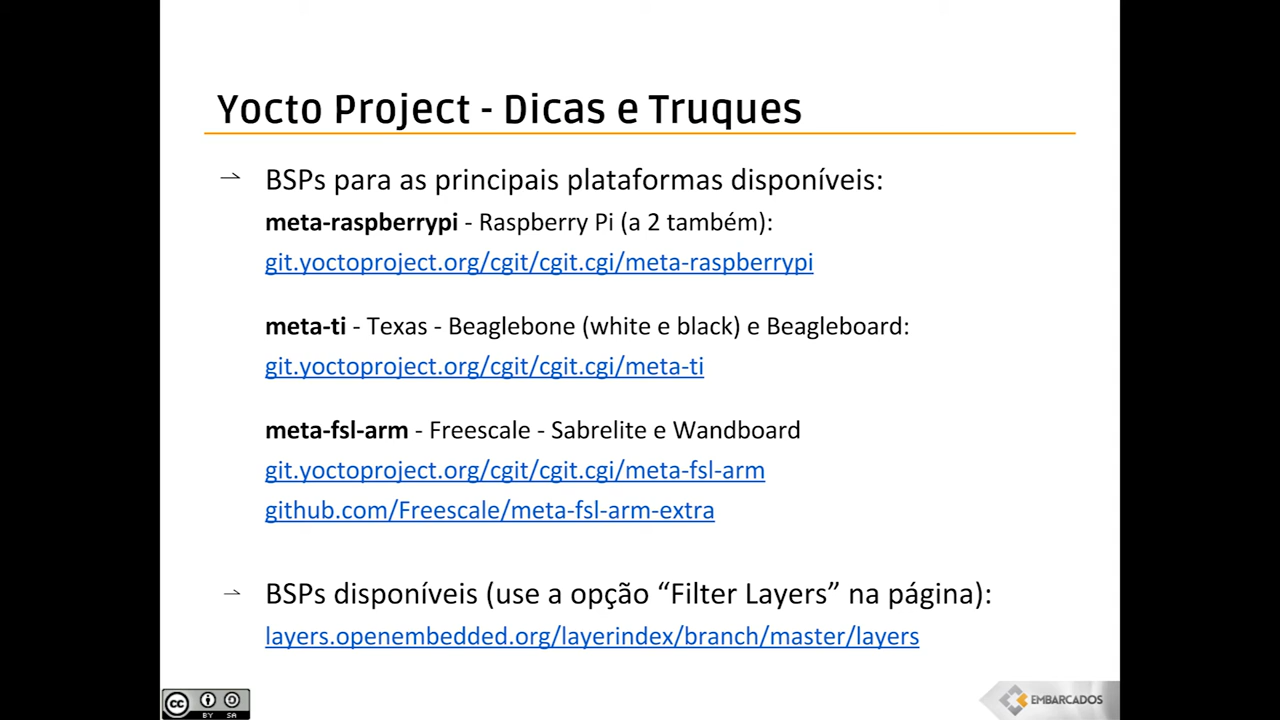 Yocto Project - Dicas e Truques
BSPs para as principais plataformas disponíveis:
meta-raspberrypi - Raspberry Pi (a 2 também):
git.yoctoproject.org/cgit/cgit.cgi/meta-raspberrypi
meta-ti - Texas - Beaglebone (white e black) e Beagleboard:
git.yoctoproject.org/cgit/cgit.cgi/meta-ti
meta-fsl-arm - Freescale - Sabrelite e Wandboard
git.yoctoproject.org/cgit/cgit.cgi/meta-fsl-arm
github.com/Freescale/meta-fsl-arm-extra
BSPs disponíveis (use a opção “Filter Layers” na página):
layers.openembedded.org/layerindex/branch/master/layers
cc BY SA
EMBARCADOS